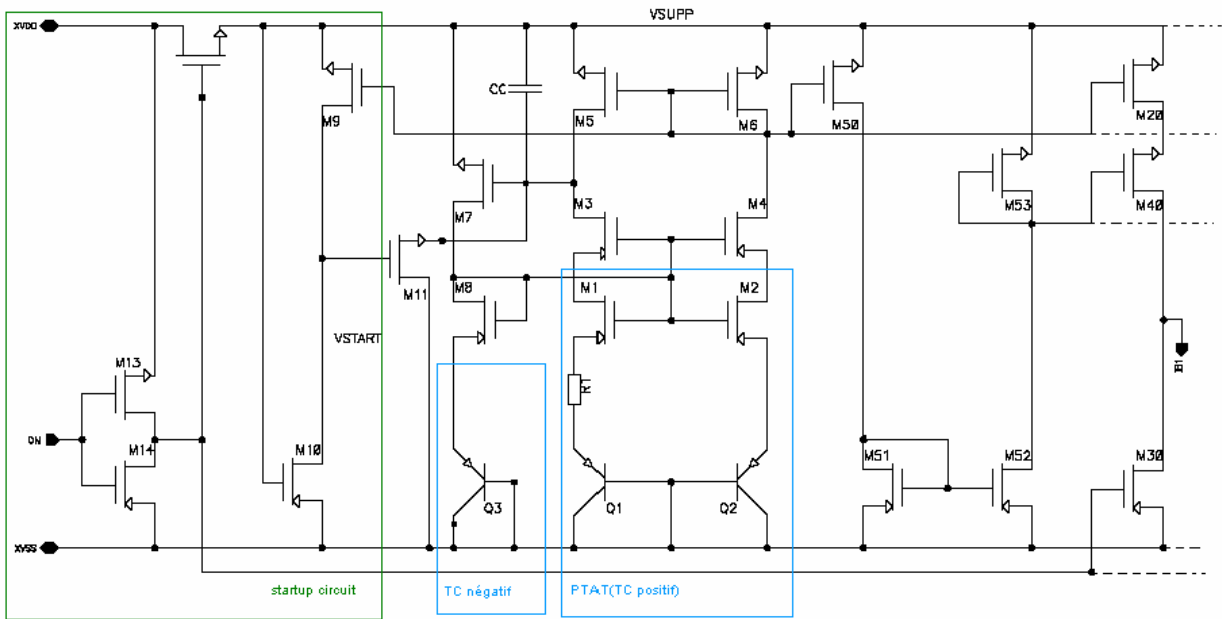 XVDD
VSUPP
CC
M9
M5
M6
M50
M20
M7
M3
M4
M53
M40
M11
M8
M1
M2
VSTART
IB1
M13
R1
ON
M14
M10
M51
M52
M30
Q3
Q1
Q2
XVSS
startup circuit
TC négatif
PTAT(TC positif)